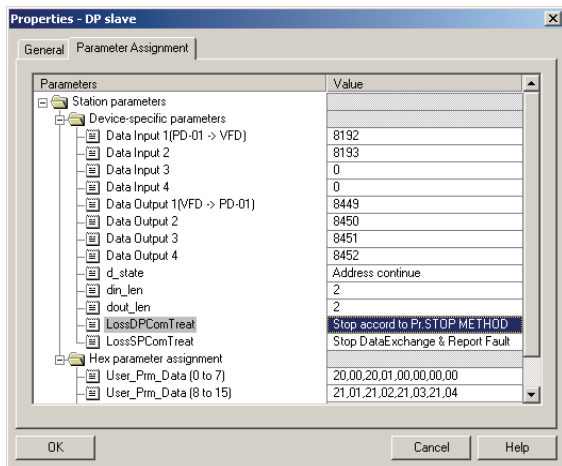 Properties - DP slave
General Parameter Assignment
Parameters Value
Station parameters
Device-specific parameters
Data Input 1(PD-01 -> VFD) 8192
Data Input 2 8193
Data Input 3 0
Data Input 4 0
Data Output 1(VFD -> PD-01) 8449
Data Output 2 8450
Data Output 3 8451
Data Output 4 8452
d_state Address continue
din_len 2
dout_len 2
LossDPComTreat Stop accord to Pr.STOP METHOD
LossSPComTreat Stop DataExchange & Report Fault
Hex parameter assignment
User_Prm_Data (0 to 7) 20,00,20,01,00,00,00,00
User_Prm_Data (8 to 15) 21,01,21,02,21,03,21,04
OK Cancel Help